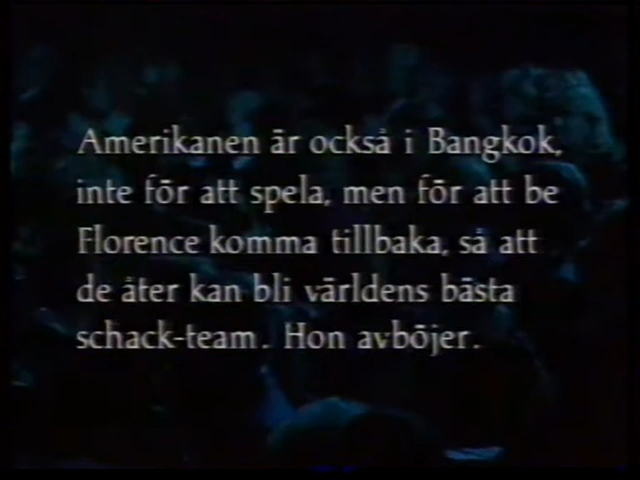 Amerikanen är också i Bangkok,
inte för att spela, men för att be
Florence komma tillbaka, så att
de åter kan bli världens bästa
schack-team. Hon avböjer.